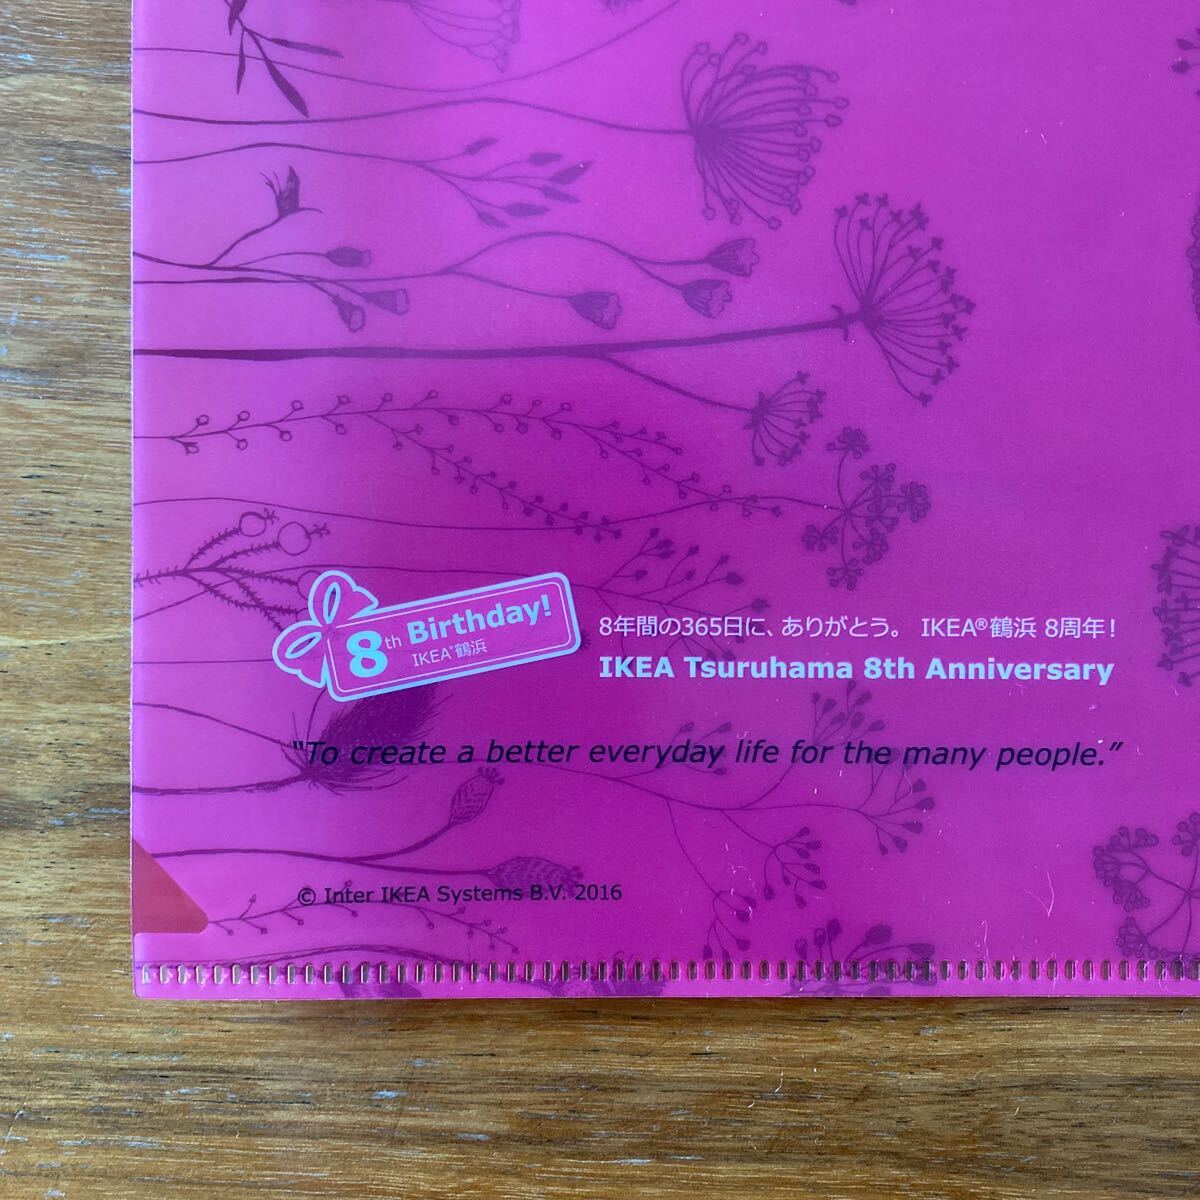 8th Birthday!
IKEA®鶴浜
8年間の365日に、ありがとう。 IKEA®鶴浜 8周年!
IKEA Tsuruhama 8th Anniversary
"To create a better everyday life for the many people."
© Inter IKEA Systems B.V. 2016